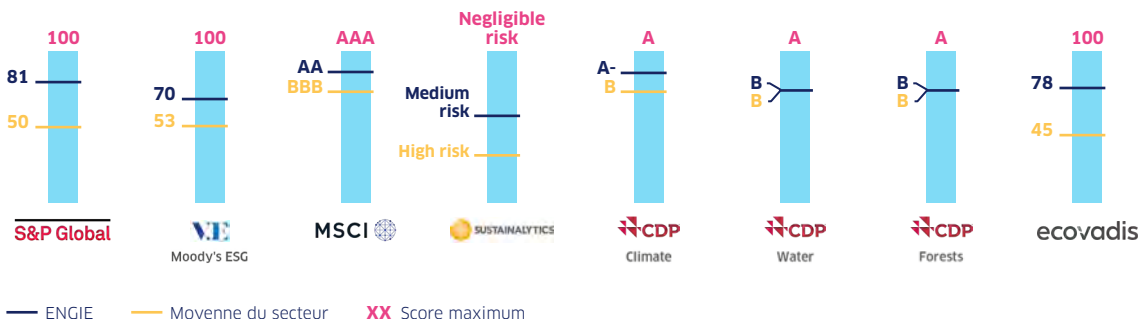 100
81
50
S&P Global
100
70
53
V.E
Moody's ESG
AAA
AA
BBB
MSCI
Negligible
risk
Medium
risk
High risk
SUSTAINALYTICS
A
A-
B
CDP
Climate
A
B
B
CDP
Water
A
B
B
CDP
Forests
100
78
45
ecovadis
ENGIE
Moyenne du secteur
XX Score maximum